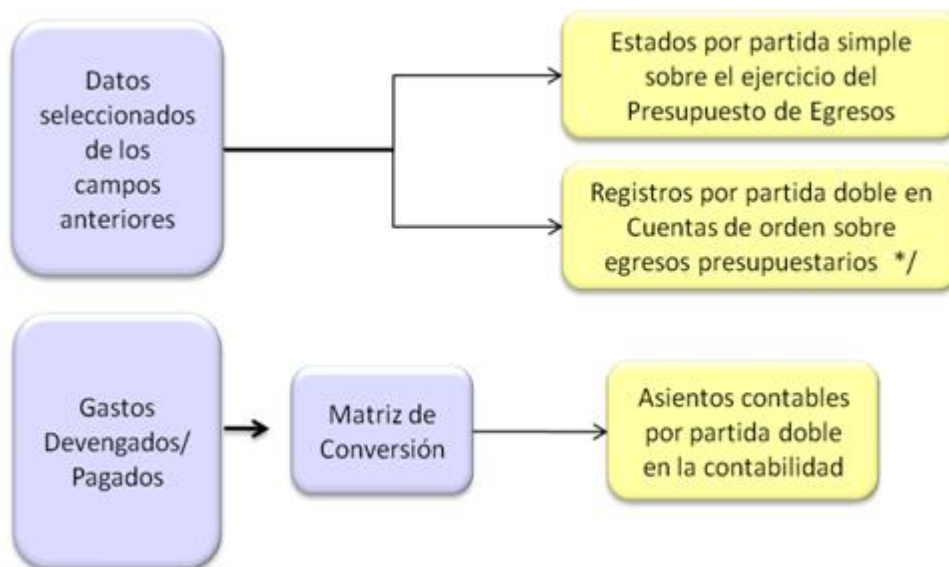 Datos
seleccionados
de los
campos
anteriores
Estados por partida simple
sobre el ejercicio del
Presupuesto de Egresos
Registros por partida doble en
Cuentas de orden sobre
egresos presupuestarios */
Gastos
Devengados/
Pagados
Matriz de
Conversión
Asientos contables
por partida doble
en la contabilidad